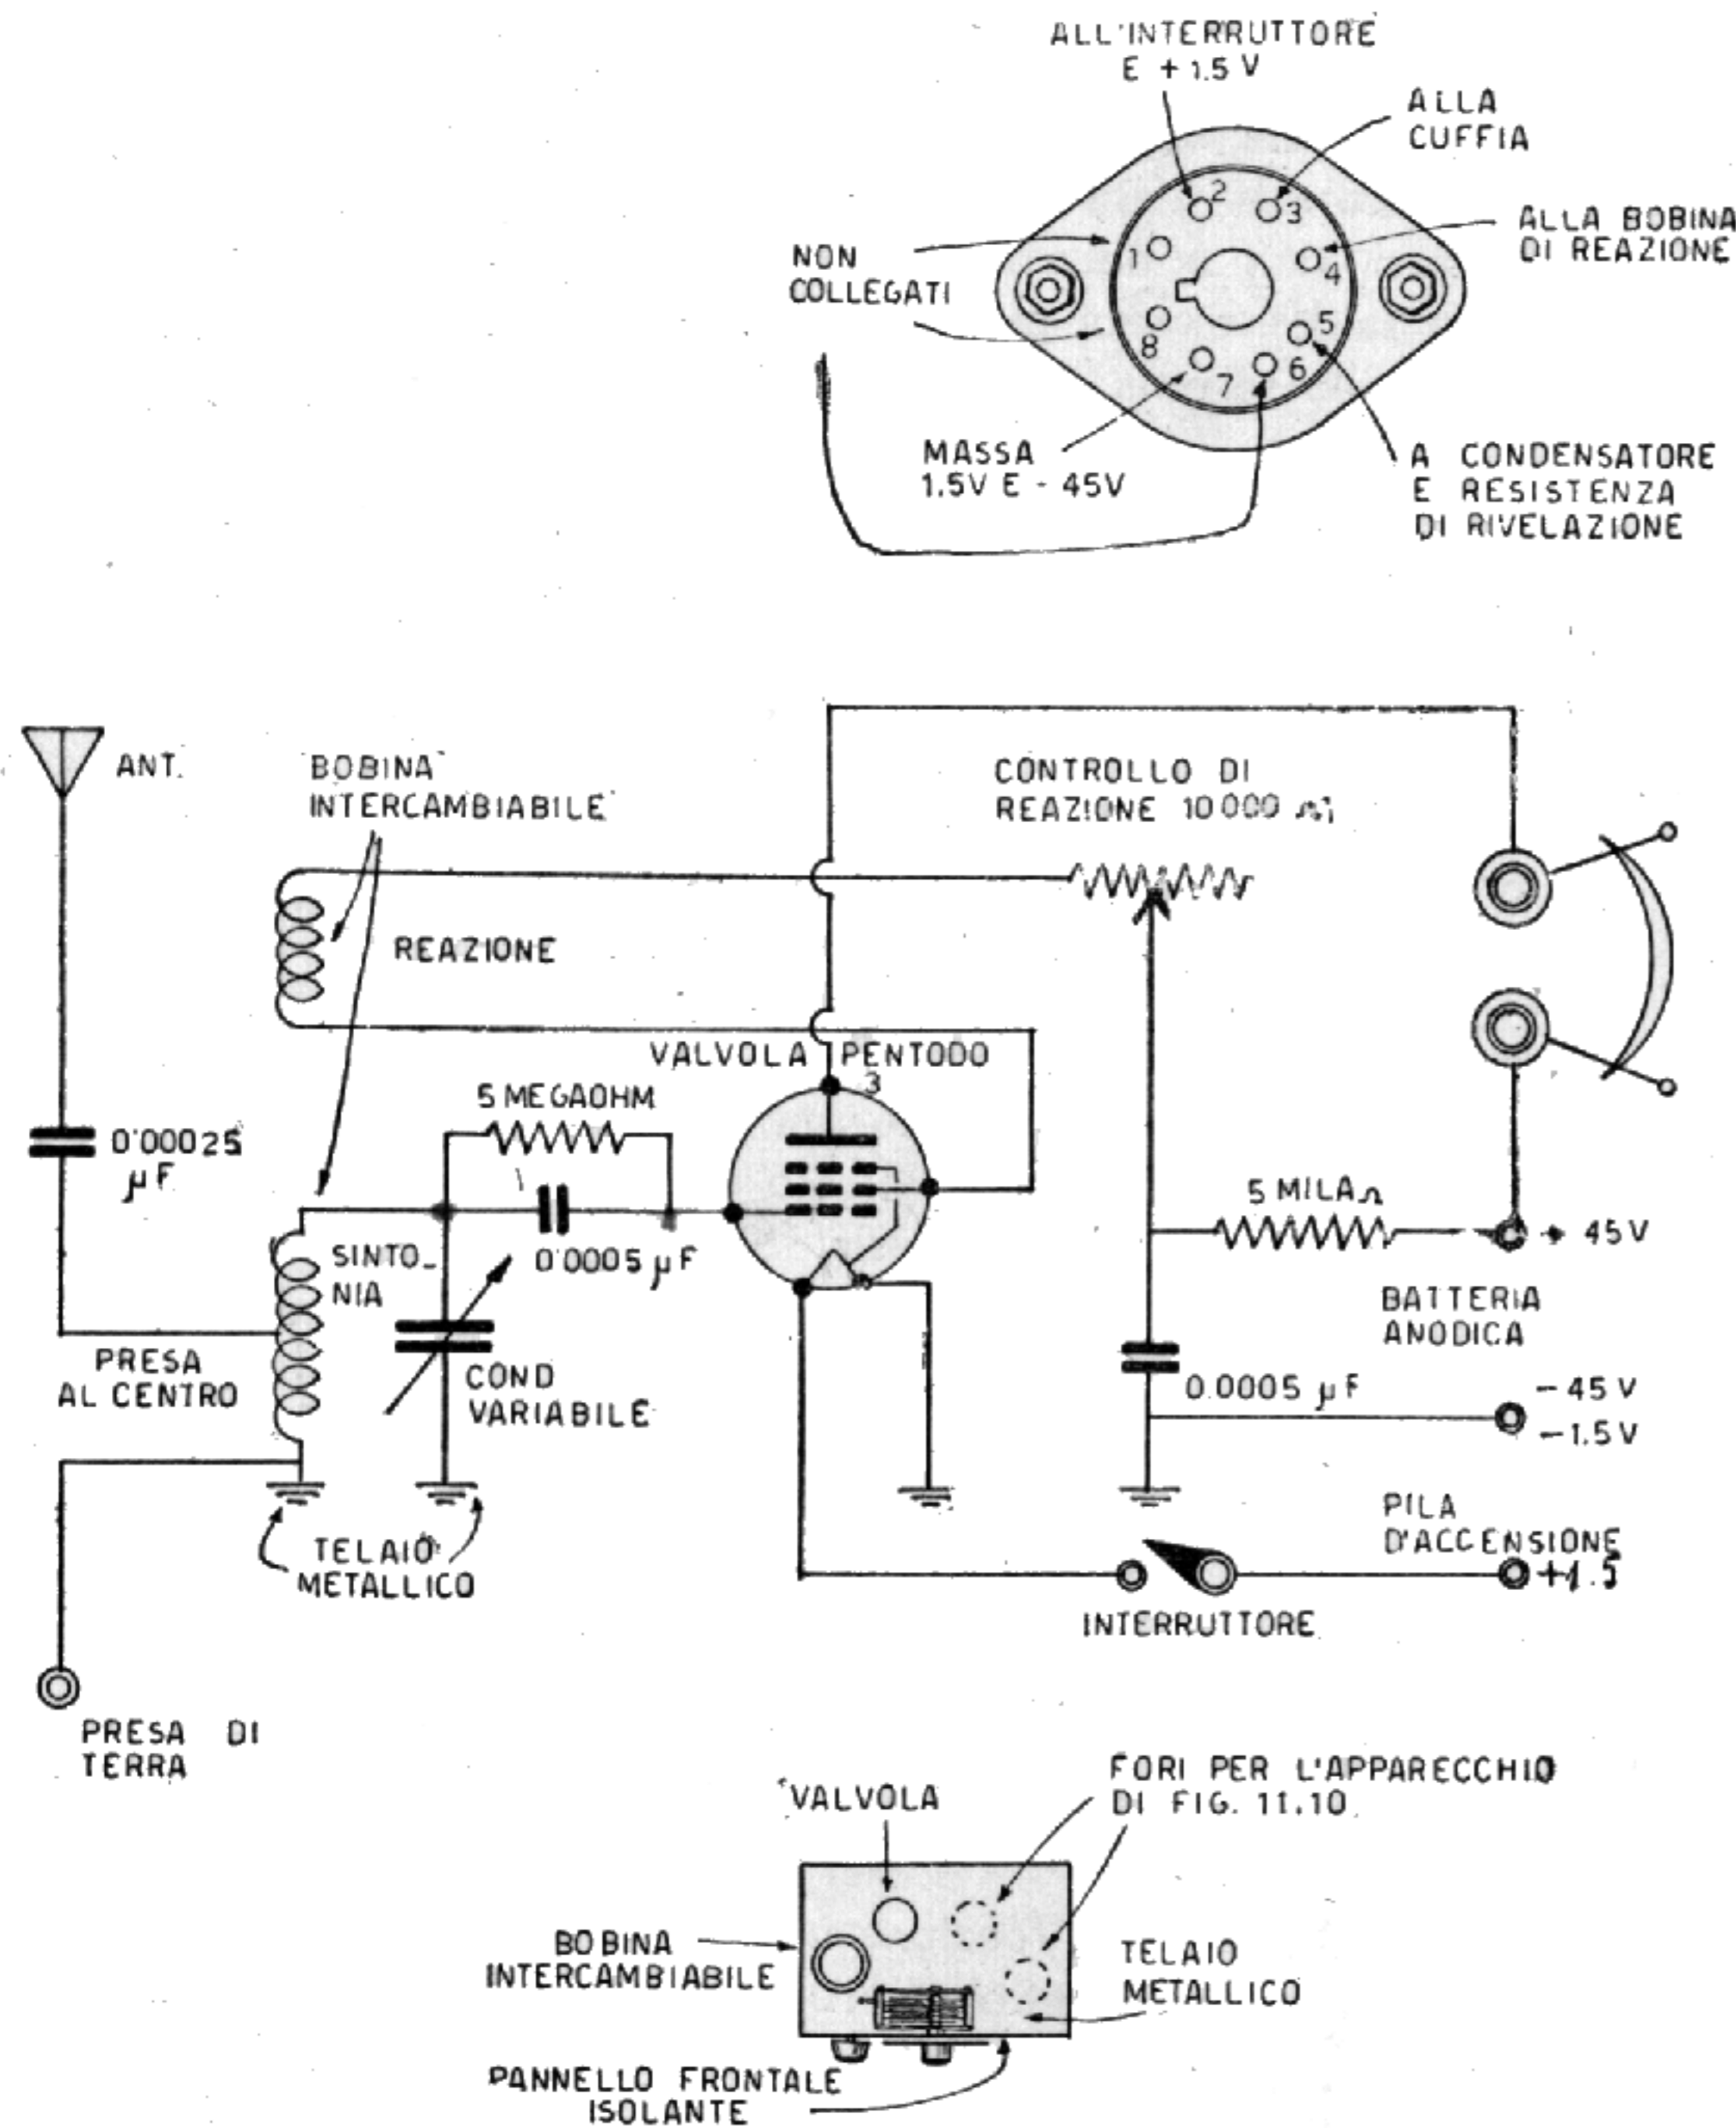 ALL'INTERRUTTORE
E + 1.5 V
ALLA
CUFFIA
ALLA BOBINA
DI REAZIONE
NON
COLLEGATI
1
2
3
4
5
6
7
8
MASSA
1.5V E - 45V
A CONDENSATORE
E RESISTENZA
DI RIVELAZIONE
ANT.
BOBINA
INTERCAMBIABILE
CONTROLLO DI
REAZIONE 10000 Ω
REAZIONE
VALVOLA PENTODO
3
5 MEGAOHM
0'00025
µF
SINTO_
NIA
0'0005 µF
5 MILA Ω
+ 45V
BATTERIA
ANODICA
PRESA
AL CENTRO
COND
VARIABILE
0.0005 µF
- 45 V
- 1.5 V
TELAIO
METALLICO
PILA
D'ACCENSIONE
+1.5
INTERRUTTORE
PRESA DI
TERRA
VALVOLA
FORI PER L'APPARECCHIO
DI FIG. 11.10
BOBINA
INTERCAMBIABILE
TELAIO
METALLICO
PANNELLO FRONTALE
ISOLANTE